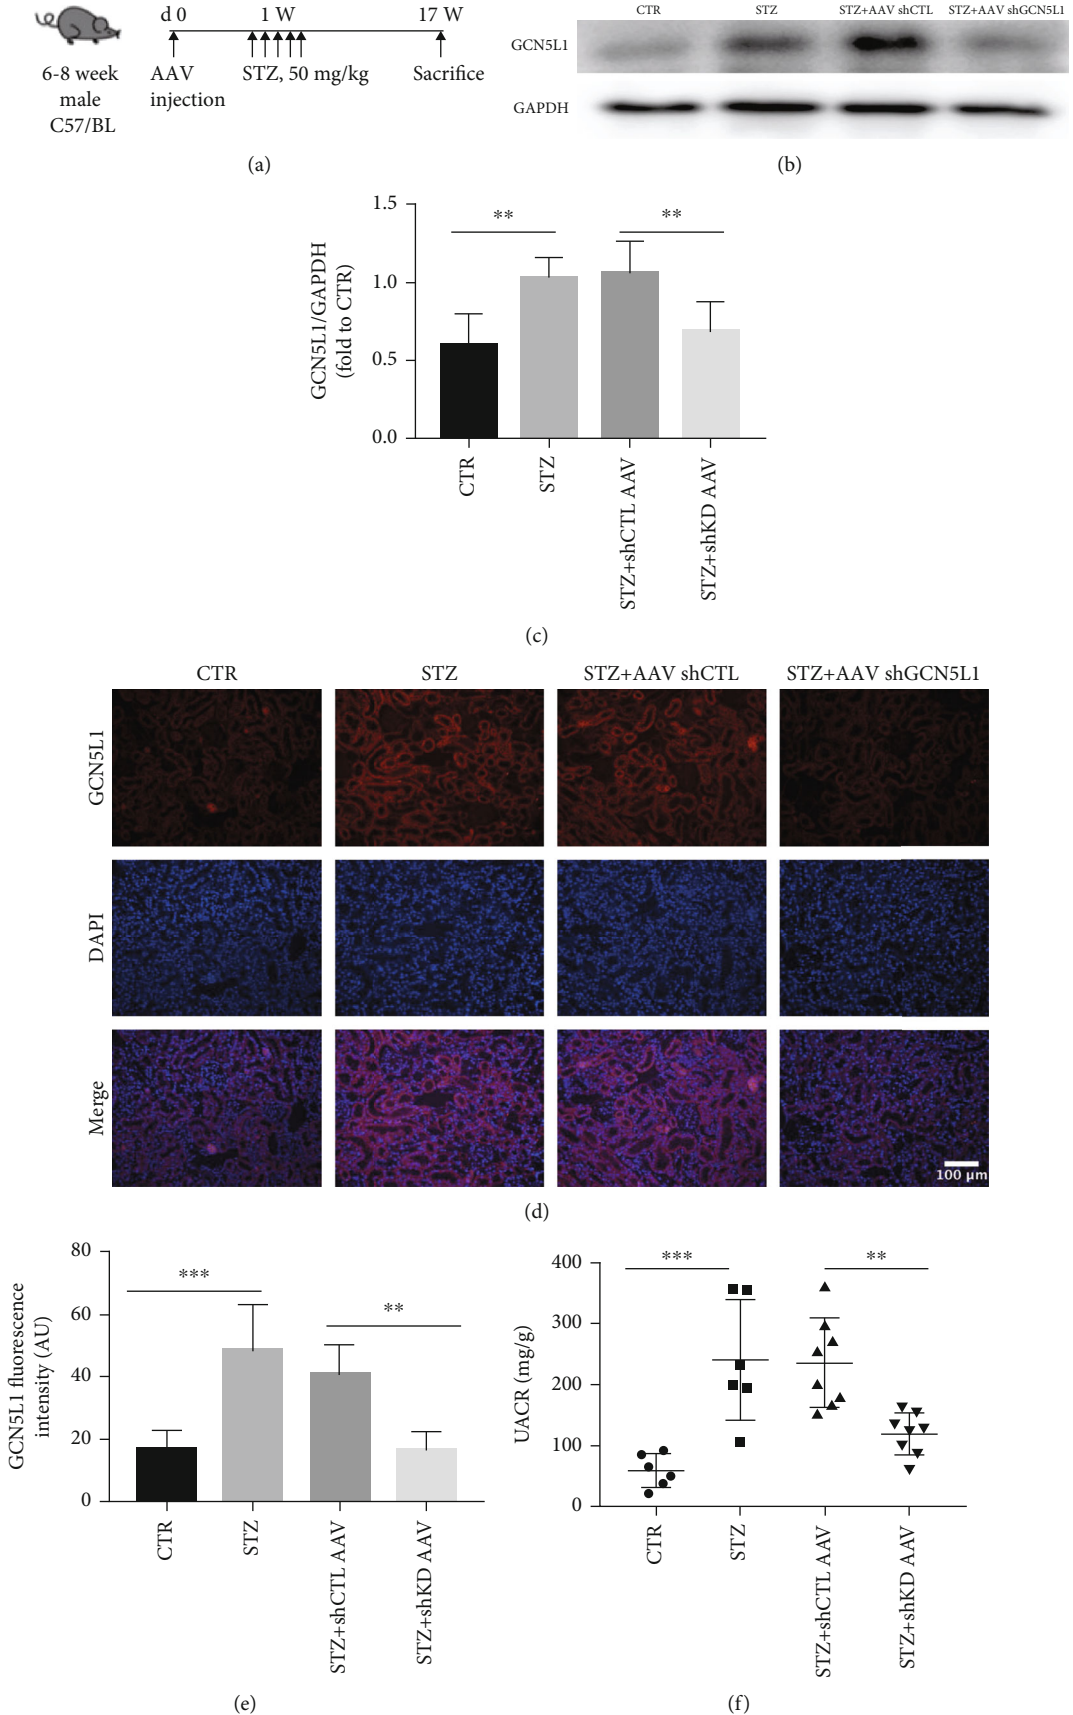 d 0
1 W
17 W
6-8 week
male
C57/BL
AAV
injection
STZ, 50 mg/kg
Sacrifice
(a)
CTR
STZ
STZ+AAV shCTL
STZ+AAV shGCN5L1
GCN5L1
GAPDH
(b)
GCN5L1/GAPDH
(fold to CTR)
1.5
1.0
0.5
0.0
**
**
CTR
STZ
STZ+shCTL AAV
STZ+shKD AAV
(c)
CTR
STZ
STZ+AAV shCTL
STZ+AAV shGCN5L1
GCN5L1
DAPI
Merge
100 μm
(d)
GCN5L1 fluorescence
intensity (AU)
80
60
40
20
0
***
**
CTR
STZ
STZ+shCTL AAV
STZ+shKD AAV
(e)
UACR (mg/g)
400
300
200
100
0
***
**
CTR
STZ
STZ+shCTL AAV
STZ+shKD AAV
(f)